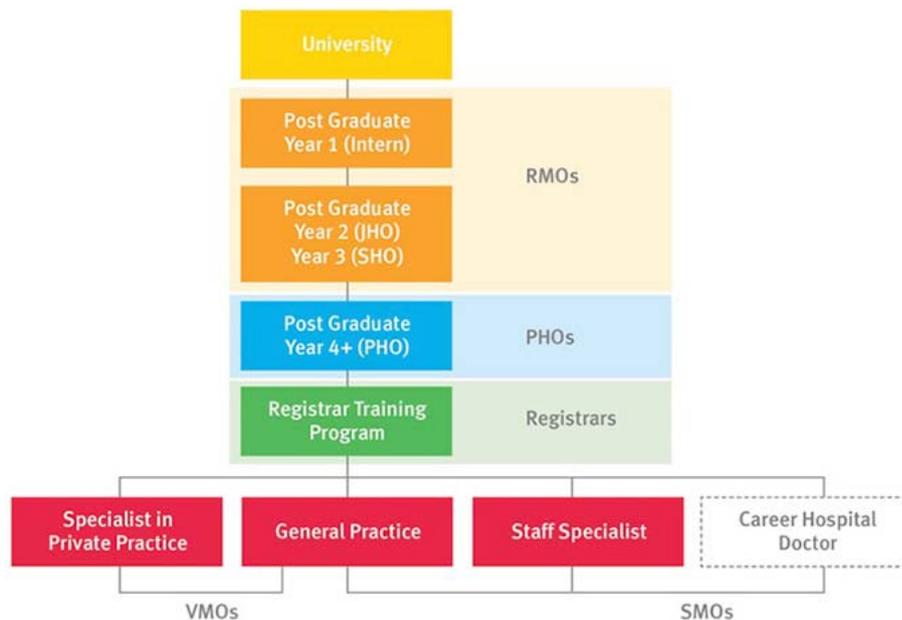 University
Post Graduate
Year 1 (Intern)
RMOs
Post Graduate
Year 2 (JHO)
Year 3 (SHO)
Post Graduate
Year 4+ (PHO)
PHOs
Registrar Training
Program
Registrars
Specialist in
Private Practice
General Practice
Staff Specialist
Career Hospital
Doctor
VMOs
SMOs